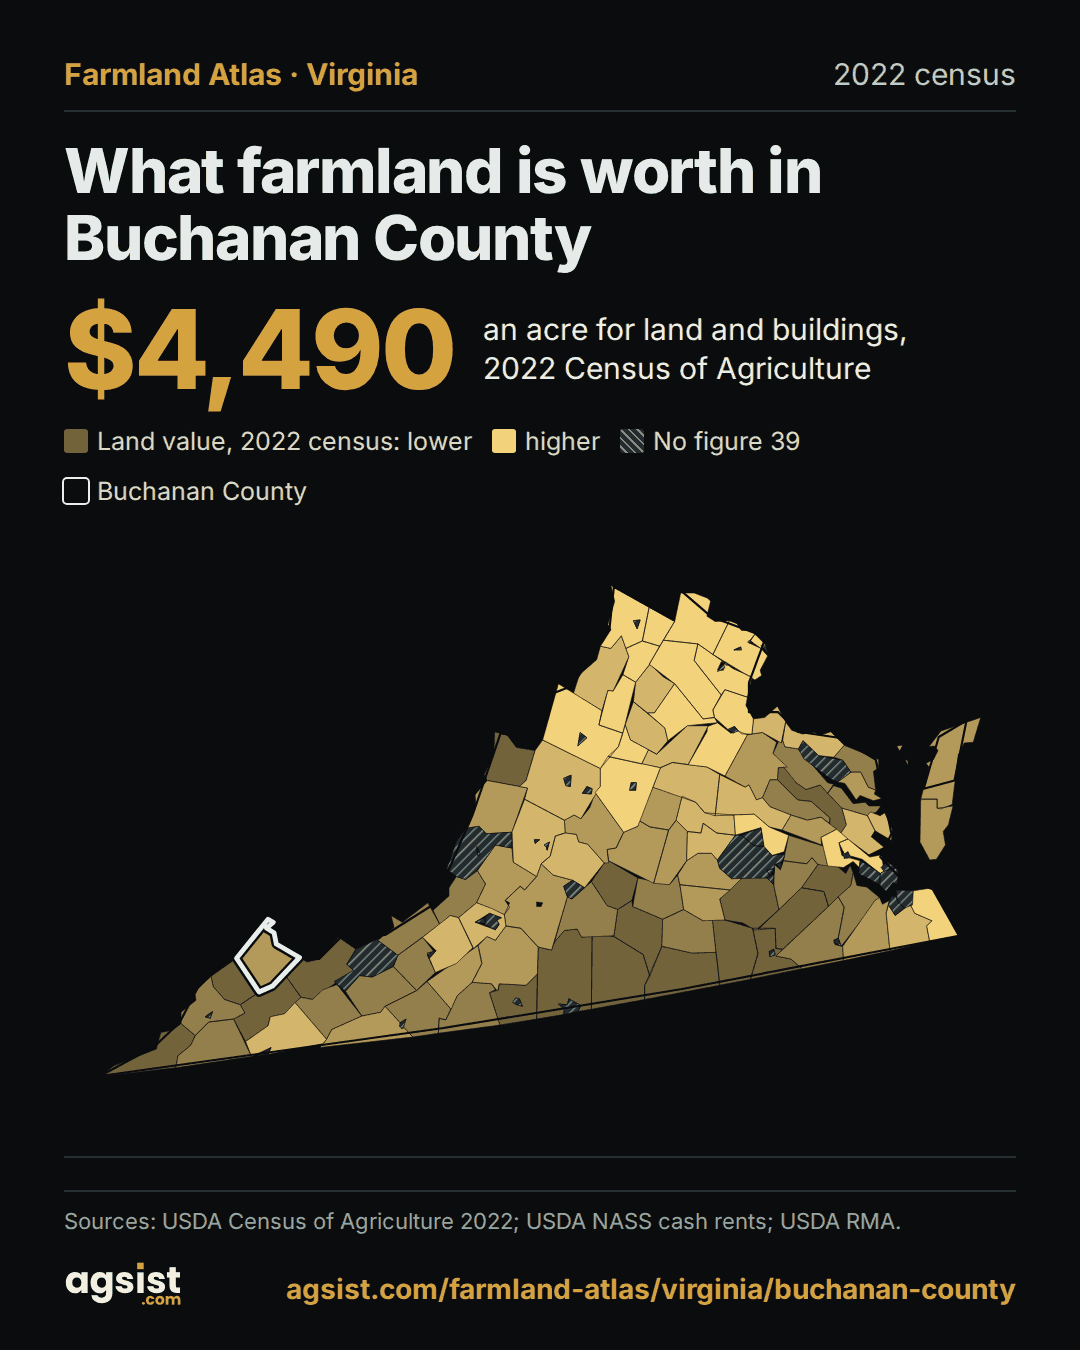 Farmland Atlas · Virginia
2022 census
What farmland is worth in
Buchanan County
$4,490
an acre for land and buildings,
2022 Census of Agriculture
Land value, 2022 census: lower higher No figure 39
Buchanan County
Sources: USDA Census of Agriculture 2022; USDA NASS cash rents; USDA RMA.
agsist
.com
agsist.com/farmland-atlas/virginia/buchanan-county